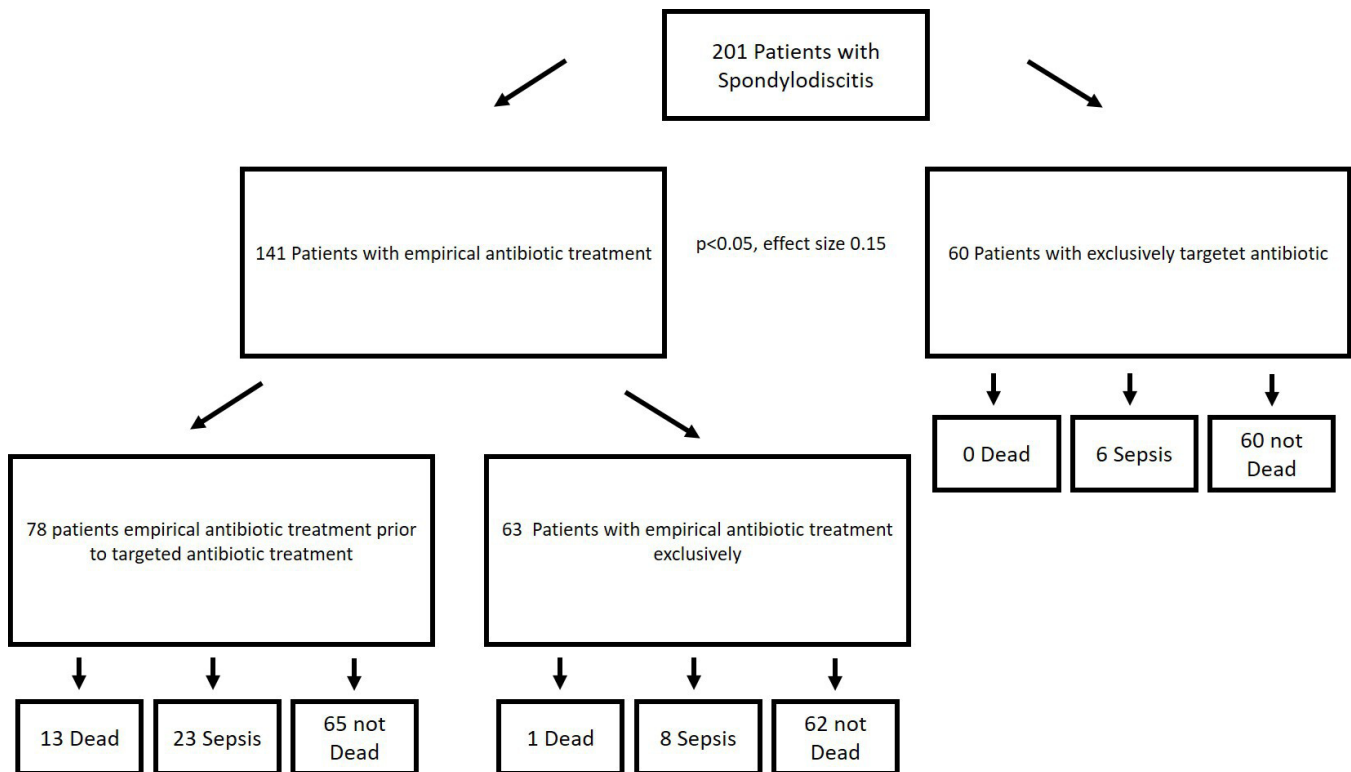 201 Patients with
Spondylodiscitis
141 Patients with empirical antibiotic treatment
p<0.05, effect size 0.15
60 Patients with exclusively targetet antibiotic
0 Dead
6 Sepsis
60 not
Dead
78 patients empirical antibiotic treatment prior
to targeted antibiotic treatment
63 Patients with empirical antibiotic treatment
exclusively
13 Dead
23 Sepsis
65 not
Dead
1 Dead
8 Sepsis
62 not
Dead